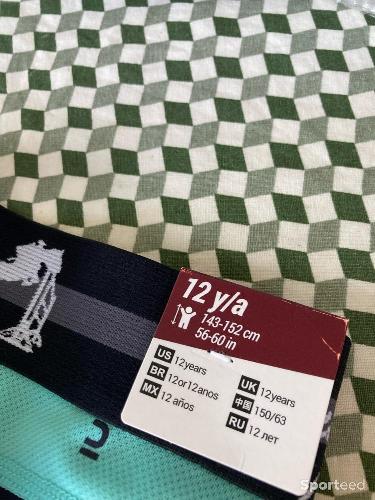 12 y/a
143-152 cm
56-60 in
US 12years
BR 12or12anos
MX 12 años
UK 12years
中国 150/63
RU 12 лет
Sporteed